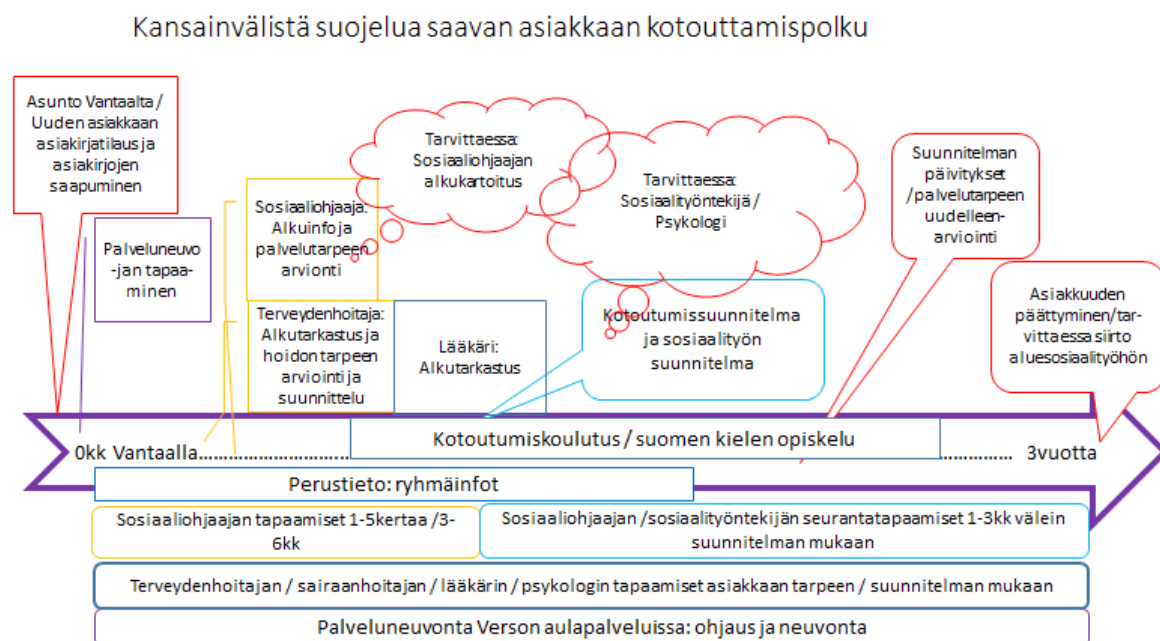 Kansainvälistä suojelua saavan asiakkaan kotouttamispolku
Asunto Vantaalta /
Uuden asiakkaan
asiakirjatilaus ja
asiakirjojen
saapuminen
Palveluneuvo
-jan tapaa-
minen
Sosiaaliohjaaja:
Alkuinfo ja
palvelutarpeen
arvionti
Terveydenhoitaja:
Alkutarkastus ja
hoidon tarpeen
arviointi ja
suunnittelu
Lääkäri:
Alkutarkastus
Tarvittaessa:
Sosiaaliohjaajan
alkukartoitus
Tarvittaessa:
Sosiaalityöntekijä /
Psykologi
Kotoutumissuunnitelma
ja sosiaalityön
suunnitelma
Suunnitelman
päivitykset
/palvelutarpeen
uudelleen-
arviointi
Asiakkuuden
päättyminen/tar-
vittaessa siirto
aluesosiaalityöhön
Kotoutumiskoulutus / suomen kielen opiskelu
0kk Vantaalla............................ ................ 3vuotta
Perustieto: ryhmäinfot
Sosiaaliohjaajan tapaamiset 1-5kertaa /3-
6kk
Sosiaaliohjaajan /sosiaalityöntekijän seurantatapaamiset 1-3kk välein
suunnitelman mukaan
Terveydenhoitajan / sairaanhoitajan / lääkärin / psykologin tapaamiset asiakkaan tarpeen / suunnitelman mukaan
Palveluneuvonta Verson aulapalveluissa: ohjaus ja neuvonta